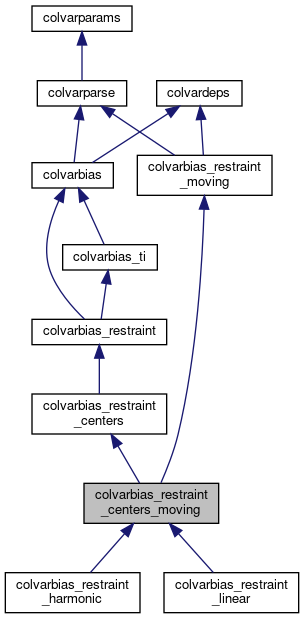 colvarparams
colvarparse
colvardeps
colvarbias
colvarbias_restraint
_moving
colvarbias_ti
colvarbias_restraint
colvarbias_restraint
_centers
colvarbias_restraint
_centers_moving
colvarbias_restraint
_harmonic
colvarbias_restraint
_linear